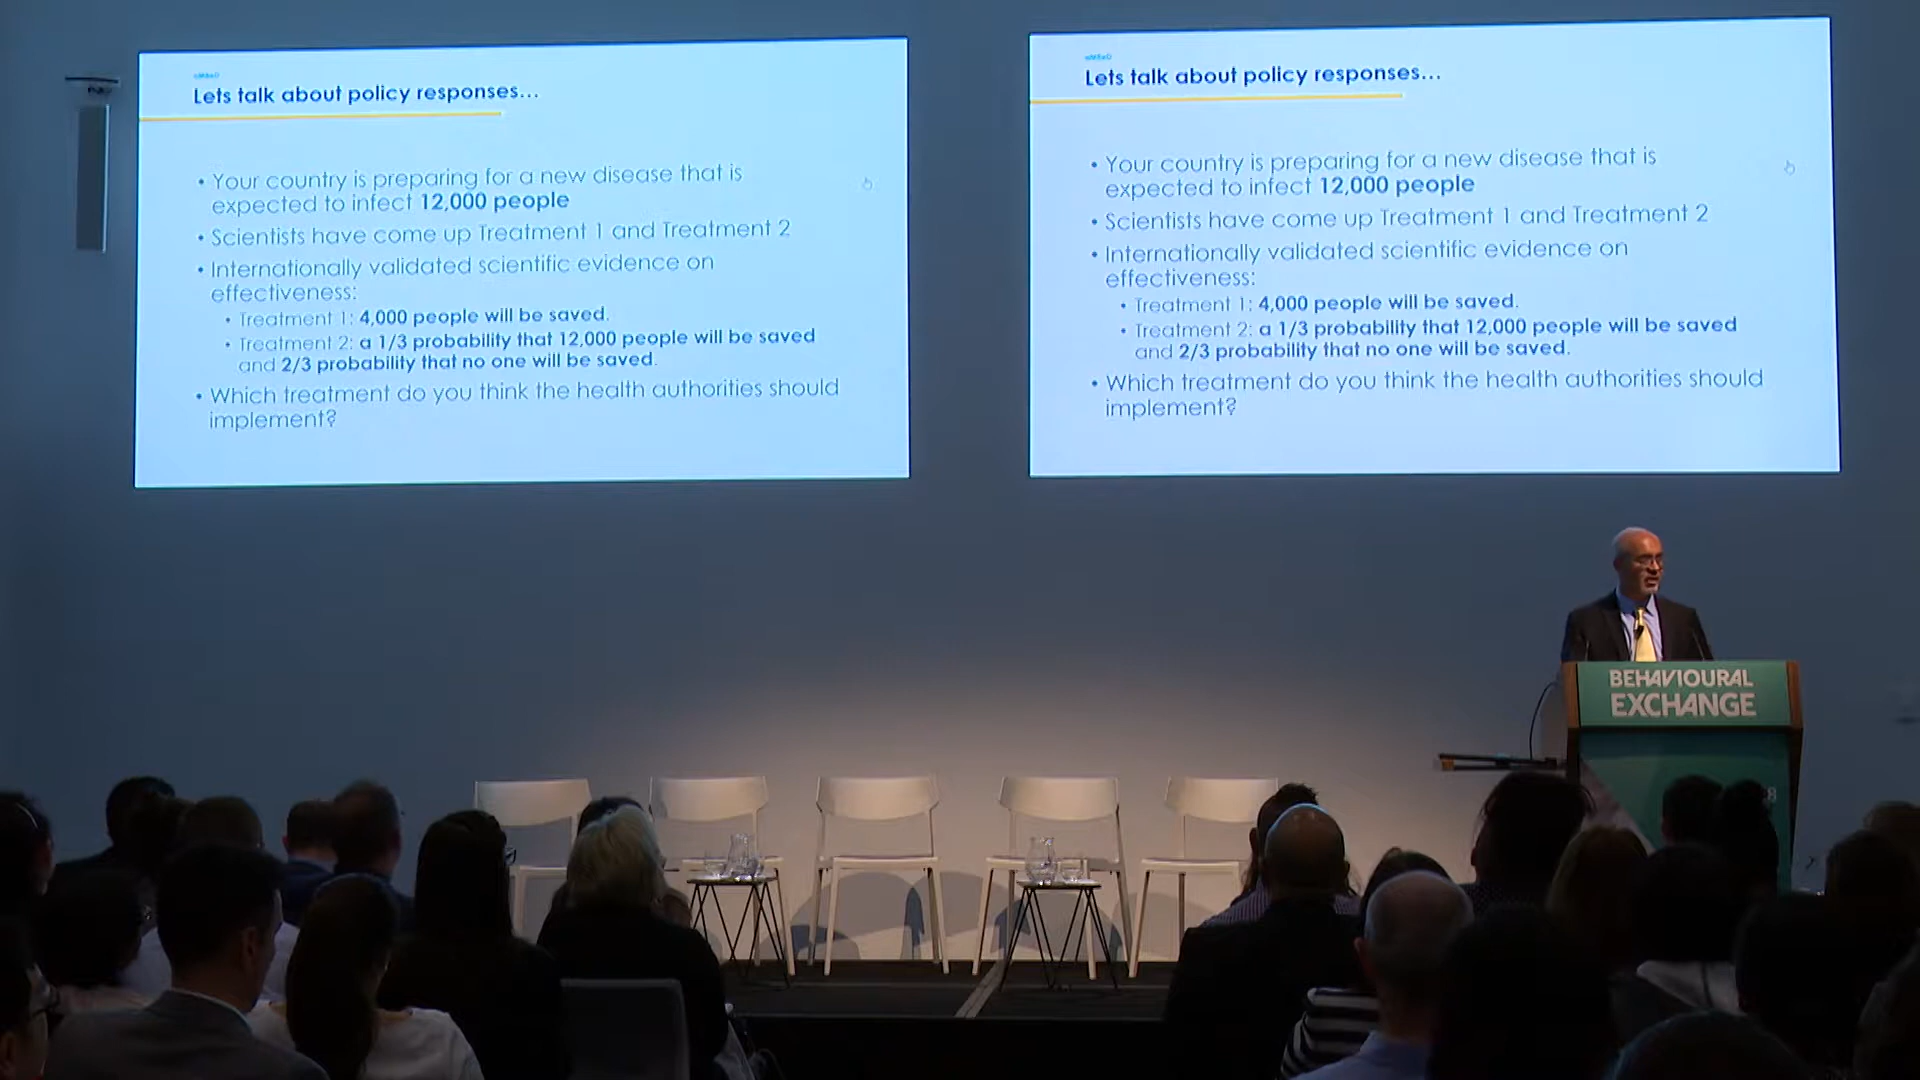 eMBeD
Lets talk about policy responses...
• Your country is preparing for a new disease that is
expected to infect 12,000 people
• Scientists have come up Treatment 1 and Treatment 2
• Internationally validated scientific evidence on
effectiveness:
• Treatment 1: 4,000 people will be saved.
• Treatment 2: a 1/3 probability that 12,000 people will be saved
and 2/3 probability that no one will be saved.
• Which treatment do you think the health authorities should
implement?
eMBeD
Lets talk about policy responses...
• Your country is preparing for a new disease that is
expected to infect 12,000 people
• Scientists have come up Treatment 1 and Treatment 2
• Internationally validated scientific evidence on
effectiveness:
• Treatment 1: 4,000 people will be saved.
• Treatment 2: a 1/3 probability that 12,000 people will be saved
and 2/3 probability that no one will be saved.
• Which treatment do you think the health authorities should
implement?
BEHAVIOURAL
EXCHANGE